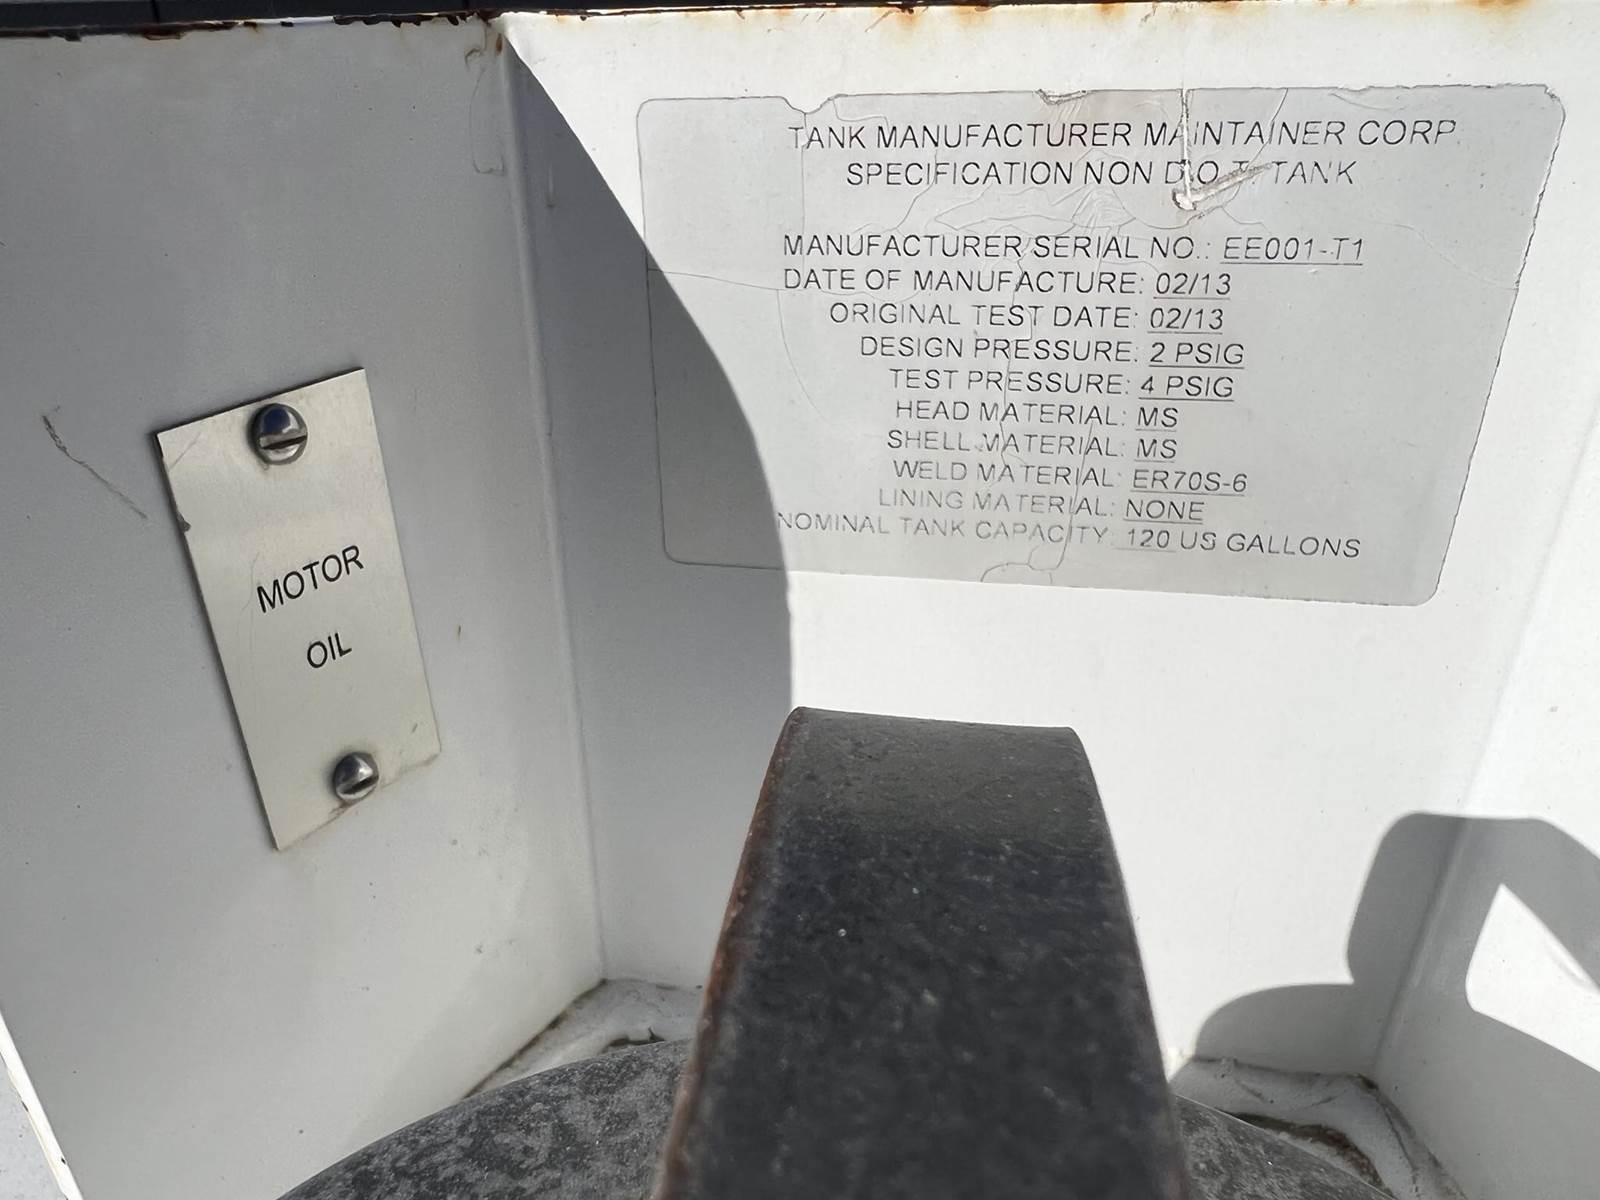 TANK MANUFACTURER MAINTAINER CORP.
SPECIFICATION NON D.O.T. TANK
MANUFACTURER SERIAL NO.: EE001-T1
DATE OF MANUFACTURE: 02/13
ORIGINAL TEST DATE: 02/13
DESIGN PRESSURE: 2 PSIG
TEST PRESSURE: 4 PSIG
HEAD MATERIAL: MS
SHELL MATERIAL: MS
WELD MATERIAL: ER70S-6
LINING MATERIAL: NONE
NOMINAL TANK CAPACITY: 120 US GALLONS
MOTOR
OIL